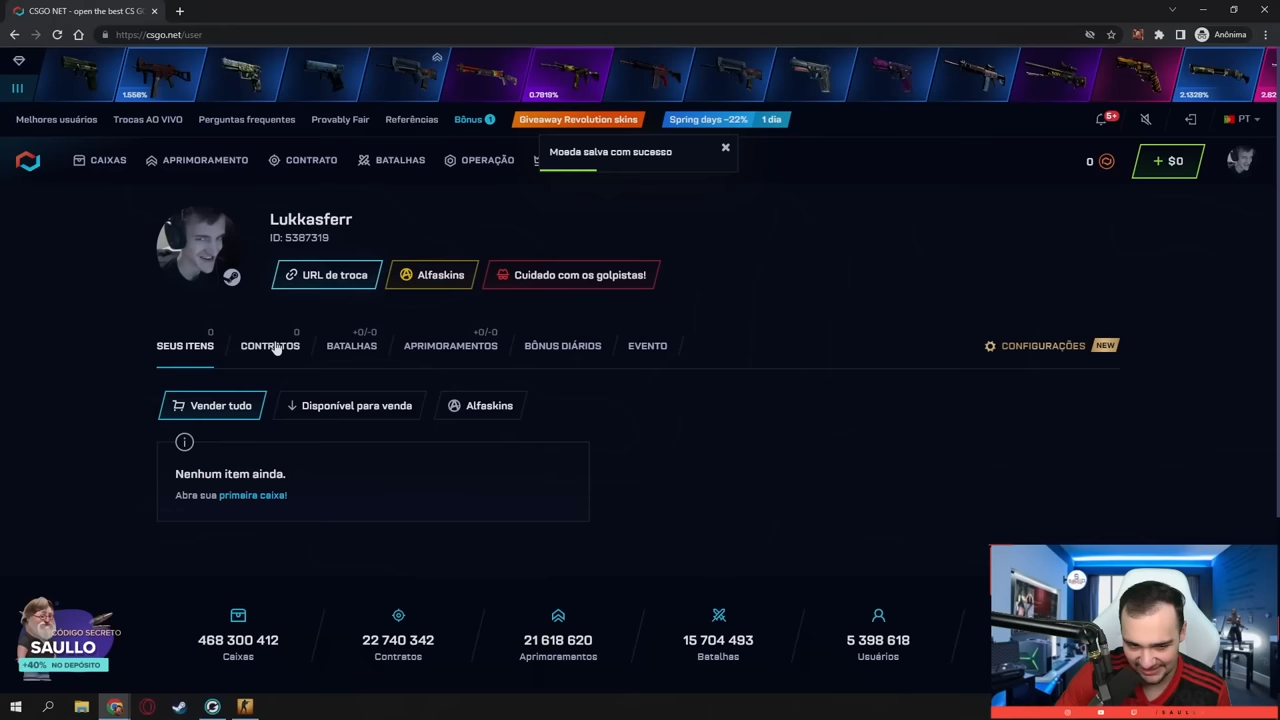 CSGO NET - open the best CS G
https://csgo.net/user
Anônima
1.556%
0.7819%
2.1328%
2.82
Melhores usuários
Trocas AO VIVO
Perguntas frequentes
Provably Fair
Referências
Bônus 1
Giveaway Revolution skins
Spring days -22%
1 dia
5+
PT
Moeda salva com sucesso
CAIXAS
APRIMORAMENTO
CONTRATO
BATALHAS
OPERAÇÃO
0
+ $0
Lukkasferr
ID: 5387319
URL de troca
Alfaskins
Cuidado com os golpistas!
0
0
+0/-0
+0/-0
SEUS ITENS
CONTRATOS
BATALHAS
APRIMORAMENTOS
BÔNUS DIÁRIOS
EVENTO
CONFIGURAÇÕES
NEW
Vender tudo
Disponível para venda
Alfaskins
Nenhum item ainda.
Abra sua primeira caixa!
CÓDIGO SECRETO
SAULLO
+40% NO DEPÓSITO
468 300 412
Caixas
22 740 342
Contratos
21 618 620
Aprimoramentos
15 704 493
Batalhas
5 398 618
Usuários